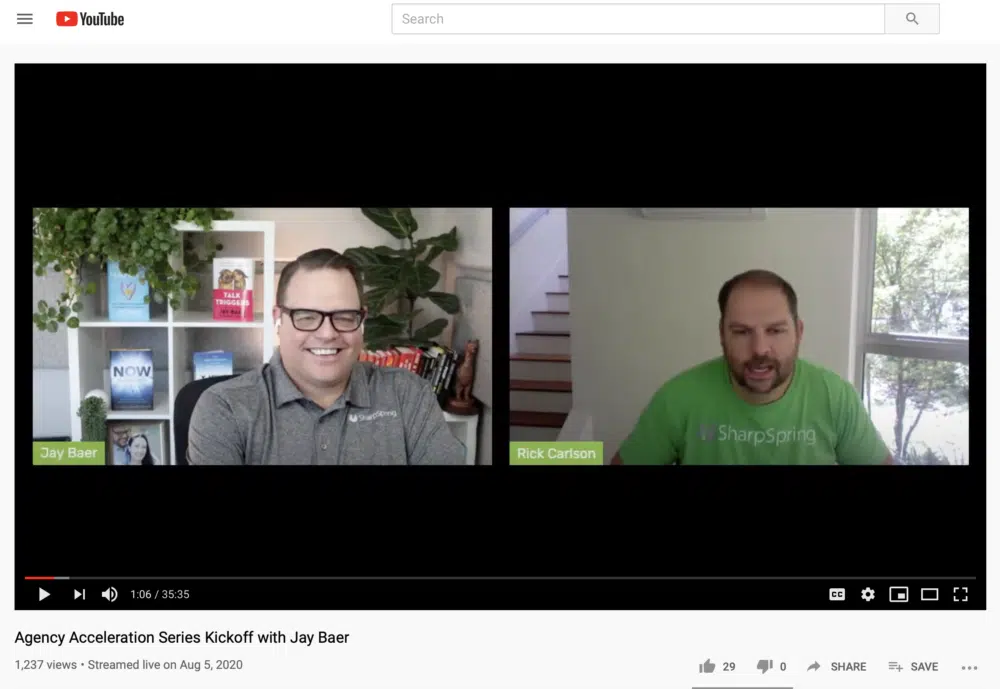 YouTube
Search
TALK
TRIGGERS
NOW
SharpSpring
Jay Baer
SharpSpring
Rick Carlson
1:06 / 35:35
CC
Agency Acceleration Series Kickoff with Jay Baer
1,237 views • Streamed live on Aug 5, 2020
29
0
SHARE
SAVE